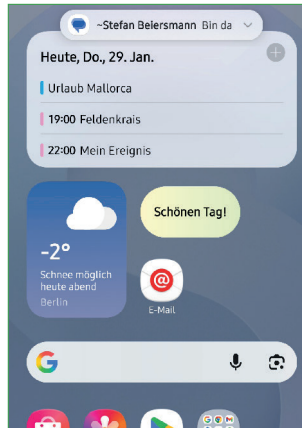 ~Stefan Beiersmann Bin da
Heute, Do., 29. Jan.
Urlaub Mallorca
19:00 Feldenkrais
22:00 Mein Ereignis
-2°
Schnee möglich
heute abend
Berlin
Schönen Tag!
E-Mail